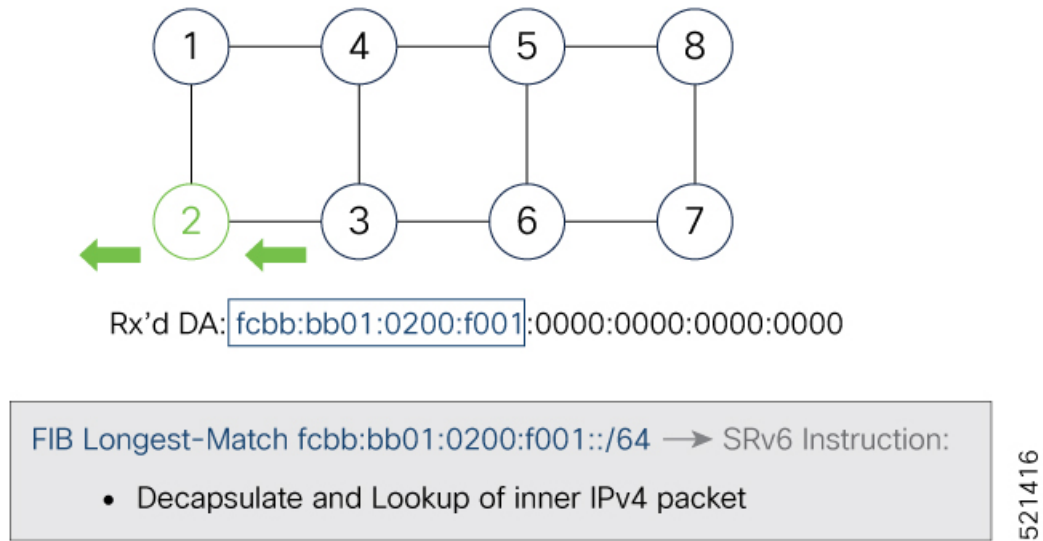 1 4 5 8
2 3 6 7
Rx'd DA: fcbb:bb01:0200:f001:0000:0000:0000:0000
FIB Longest-Match fcbb:bb01:0200:f001::/64 → SRv6 Instruction:
• Decapsulate and Lookup of inner IPv4 packet
521416